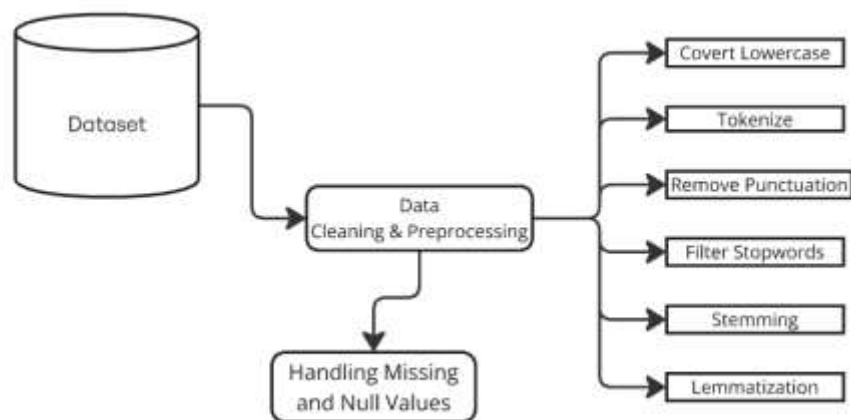 Dataset
Data
Cleaning & Preprocessing
Handling Missing
and Null Values
Covert Lowercase
Tokenize
Remove Punctuation
Filter Stopwords
Stemming
Lemmatization